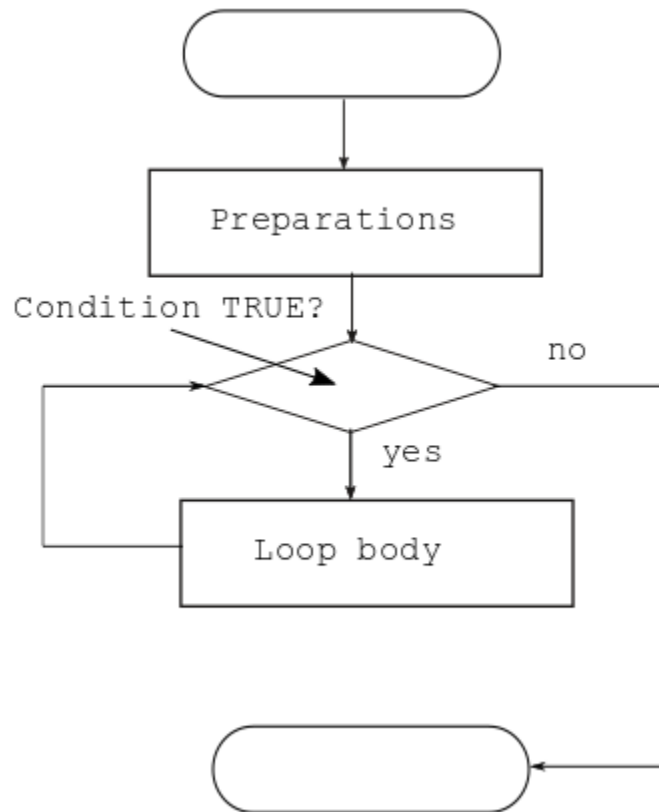 Preparations
Condition TRUE?
no
yes
Loop body